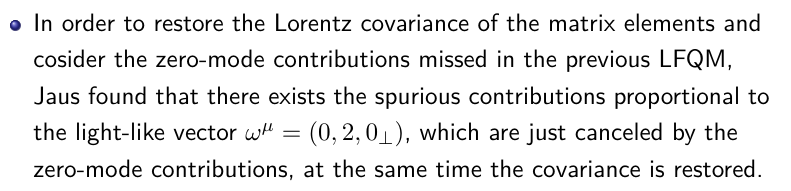 In order to restore the Lorentz covariance of the matrix elements and
cosider the zero-mode contributions missed in the previous LFQM,
Jaus found that there exists the spurious contributions proportional to
the light-like vector ω^μ = (0, 2, 0_⊥), which are just canceled by the
zero-mode contributions, at the same time the covariance is restored.